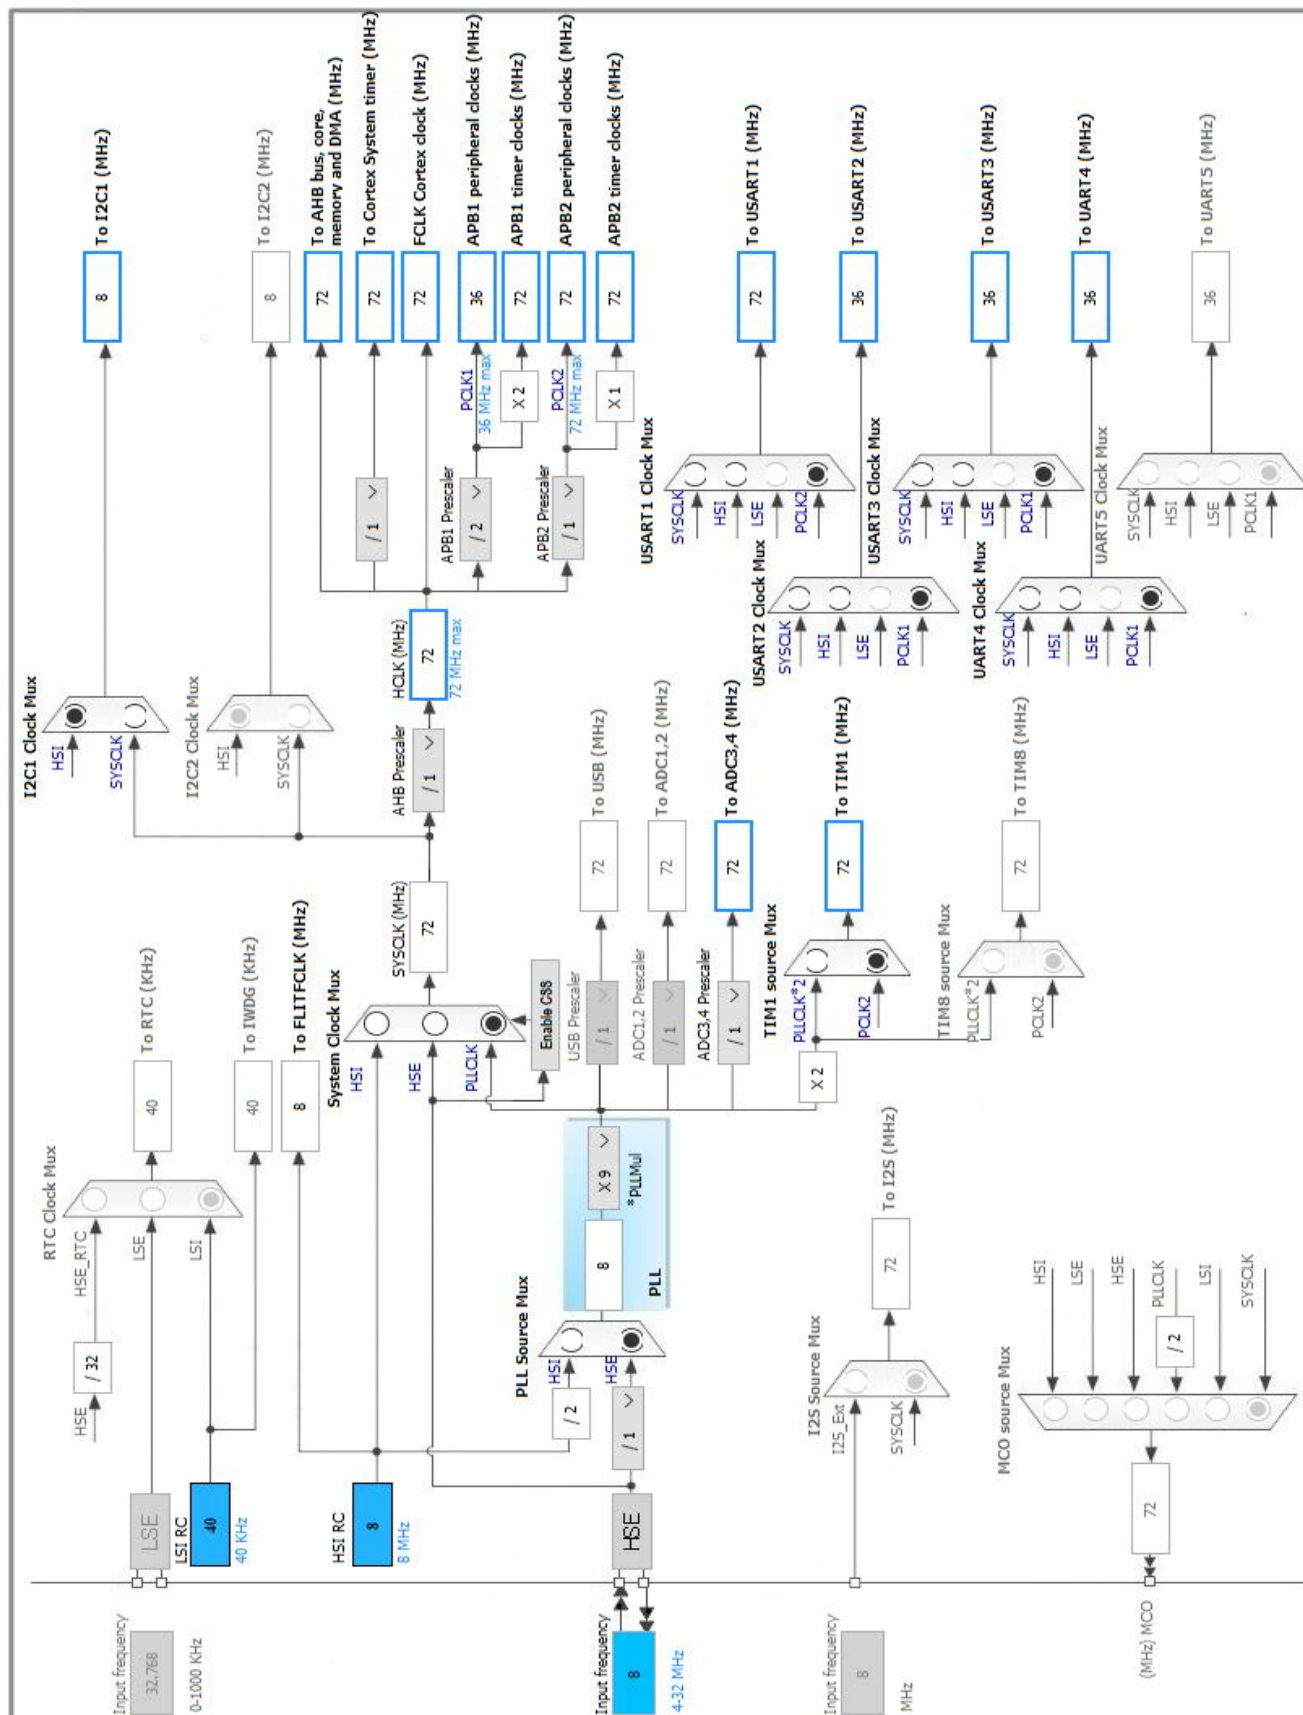 Input frequency
32.768
0-1000 KHz
LSE
LSI RC
40
40 KHz
HSE
/ 32
HSE_RTC
LSE
LSI
RTC Clock Mux
40
To RTC (KHz)
40
To IWDG (KHz)
8
To FLITFCLK (MHz)
HSI RC
8
8 MHz
Input frequency
8
4-32 MHz
HSE
/ 2
/ 1
HSI
HSE
PLL Source Mux
8
X 9
*PLLMul
PLL
System Clock Mux
HSI
HSE
PLLCLK
Enable CSS
SYSCLK (MHz)
72
AHB Prescaler
/ 1
HCLK (MHz)
72
72 MHz max
I2C1 Clock Mux
HSI
SYSCLK
8
To I2C1 (MHz)
I2C2 Clock Mux
HSI
SYSCLK
8
To I2C2 (MHz)
72
To AHB bus, core,
memory and DMA (MHz)
/ 1
72
To Cortex System timer (MHz)
72
FCLK Cortex clock (MHz)
APB1 Prescaler
/ 2
PCLK1
36 MHz max
36
APB1 peripheral clocks (MHz)
X 2
72
APB1 timer clocks (MHz)
APB2 Prescaler
/ 1
PCLK2
72 MHz max
72
APB2 peripheral clocks (MHz)
X 1
72
APB2 timer clocks (MHz)
USB Prescaler
/ 1
72
To USB (MHz)
ADC1,2 Prescaler
/ 1
72
To ADC1,2 (MHz)
ADC3,4 Prescaler
/ 1
72
To ADC3,4 (MHz)
X 2
TIM1 source Mux
PLLCLK*2
PCLK2
72
To TIM1 (MHz)
TIM8 source Mux
PLLCLK*2
PCLK2
72
To TIM8 (MHz)
USART1 Clock Mux
SYSCLK
HSI
LSE
PCLK2
72
To USART1 (MHz)
USART2 Clock Mux
SYSCLK
HSI
LSE
PCLK1
36
To USART2 (MHz)
USART3 Clock Mux
SYSCLK
HSI
LSE
PCLK1
36
To USART3 (MHz)
UART4 Clock Mux
SYSCLK
HSI
LSE
PCLK1
36
To UART4 (MHz)
UART5 Clock Mux
SYSCLK
HSI
LSE
PCLK1
36
To UART5 (MHz)
Input frequency
8
MHz
I2S Source Mux
I2S_Ext
SYSCLK
72
To I2S (MHz)
(MHz) MCO
72
MCO source Mux
HSI
LSE
HSE
PLLCLK
/ 2
LSI
SYSCLK